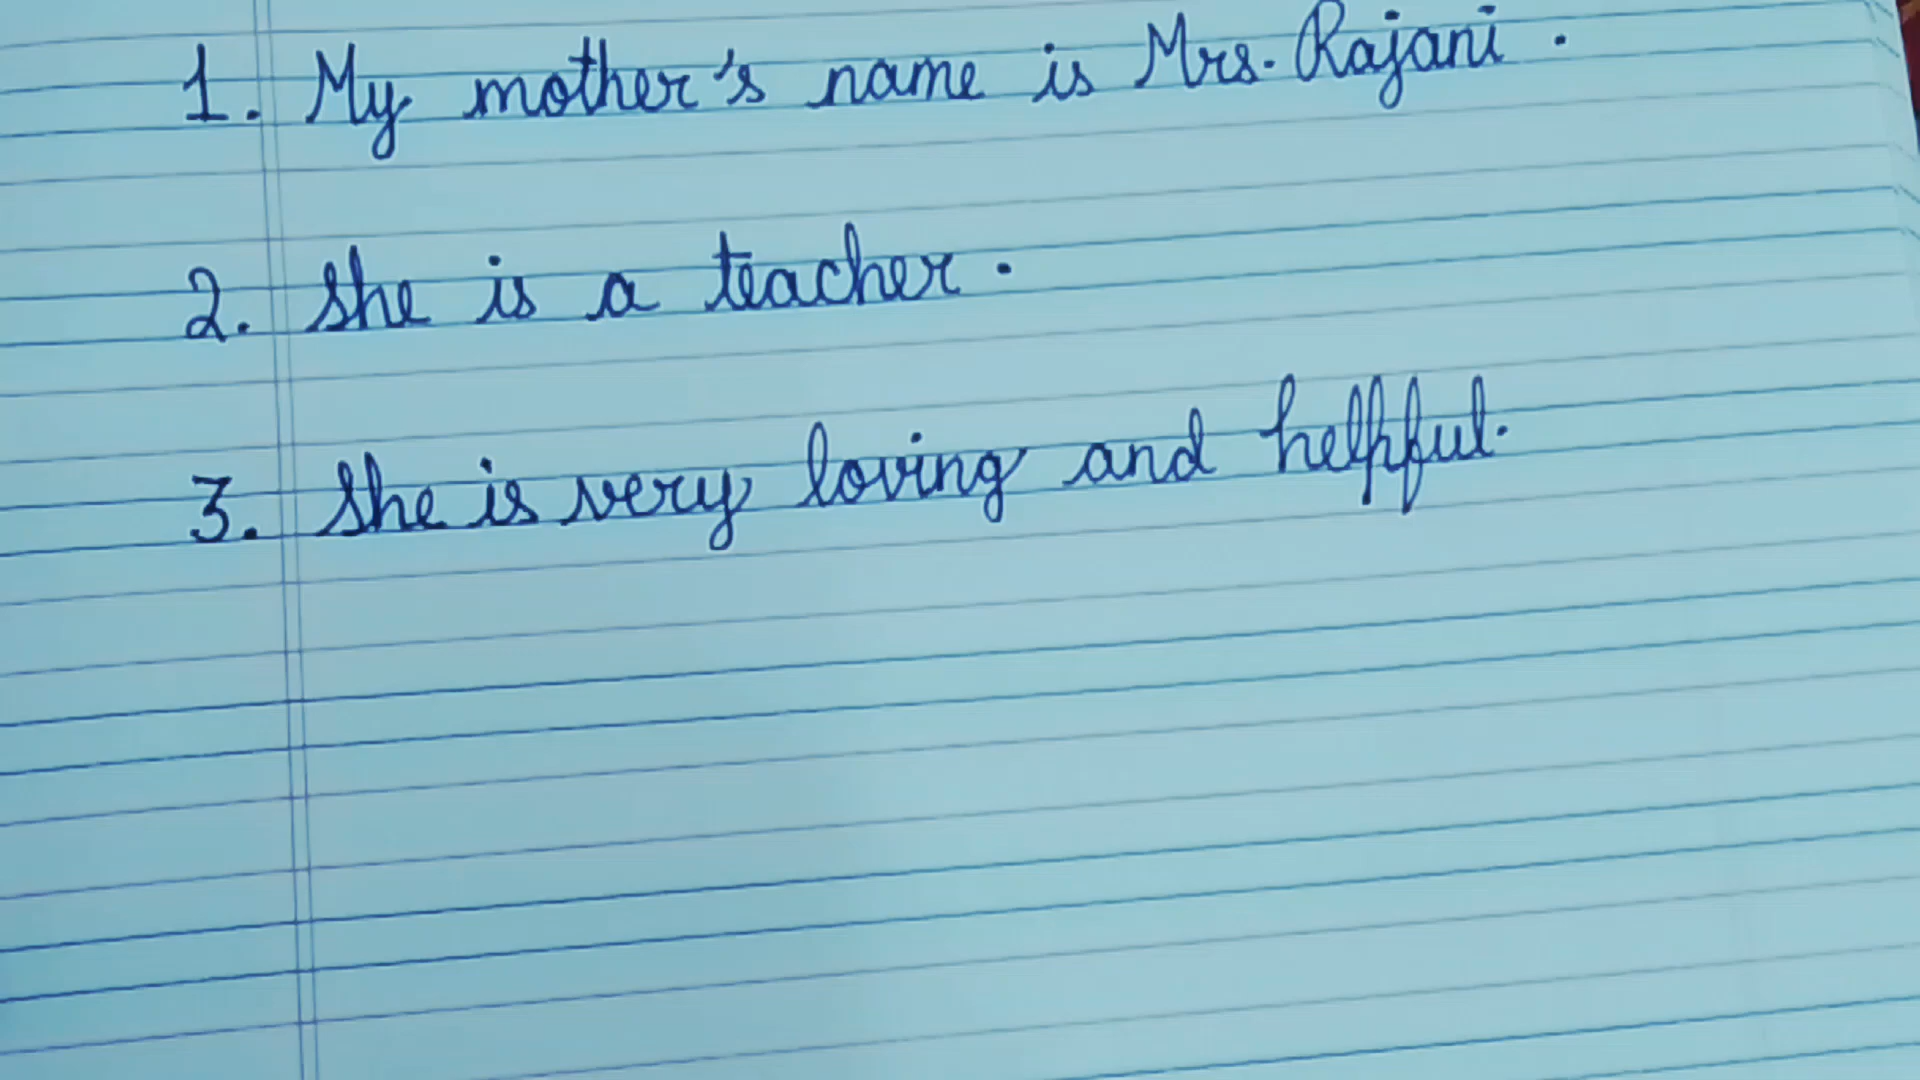 1. My mother's name is Mrs. Rajani.
2. She is a teacher.
3. She is very loving and helpful.